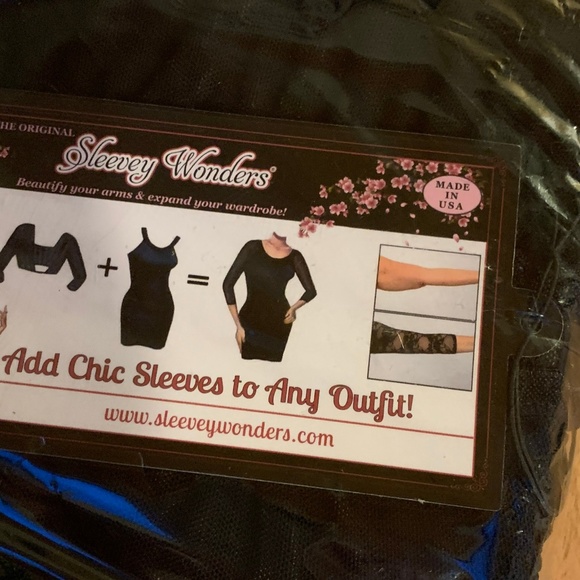 THE ORIGINAL
Sleevey Wonders®
Beautify your arms & expand your wardrobe!
MADE
IN
USA
+ =
Add Chic Sleeves to Any Outfit!
www.sleeveywonders.com